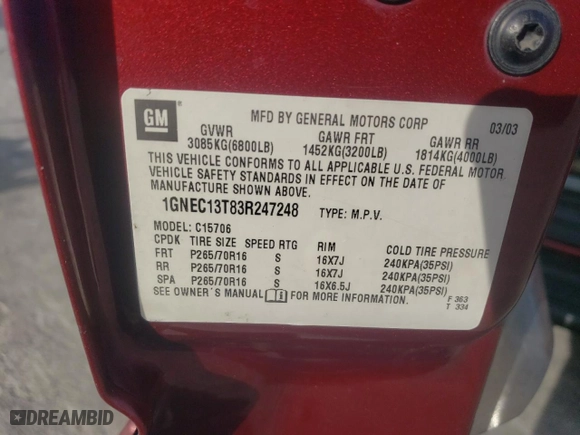 GM
MFD BY GENERAL MOTORS CORP 03/03
GVWR GAWR FRT GAWR RR
3085KG(6800LB) 1452KG(3200LB) 1814KG(4000LB)
THIS VEHICLE CONFORMS TO ALL APPLICABLE U.S. FEDERAL MOTOR
VEHICLE SAFETY STANDARDS IN EFFECT ON THE DATE OF
MANUFACTURE SHOWN ABOVE.
1GNEC13T83R247248 TYPE: M.P.V.
MODEL: C15706
CPDK TIRE SIZE SPEED RTG RIM COLD TIRE PRESSURE
FRT P265/70R16 S 16X7J 240KPA(35PSI)
RR P265/70R16 S 16X7J 240KPA(35PSI)
SPA P265/70R16 S 16X6.5J 240KPA(35PSI)
SEE OWNER'S MANUAL FOR MORE INFORMATION.
F 363
T 334
DREAMBID